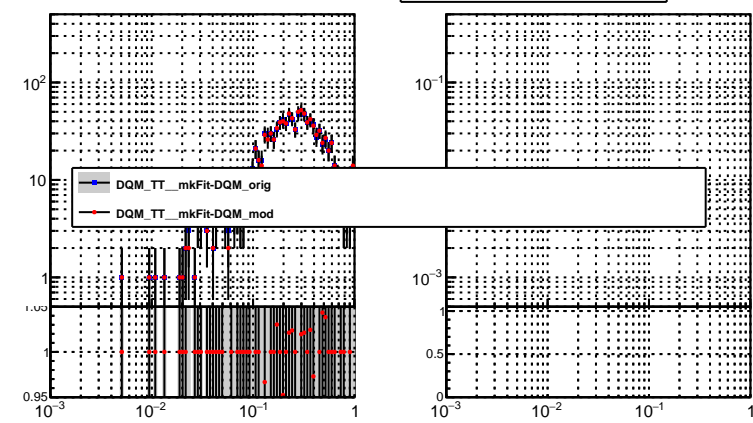 10² 10⁻¹
10
DQM_TT__mkFit-DQM_orig
DQM_TT__mkFit-DQM_mod
1 10⁻³
1.05 1
1 0.5
0.95 0
10⁻³ 10⁻² 10⁻¹ 1 10⁻³ 10⁻² 10⁻¹ 1